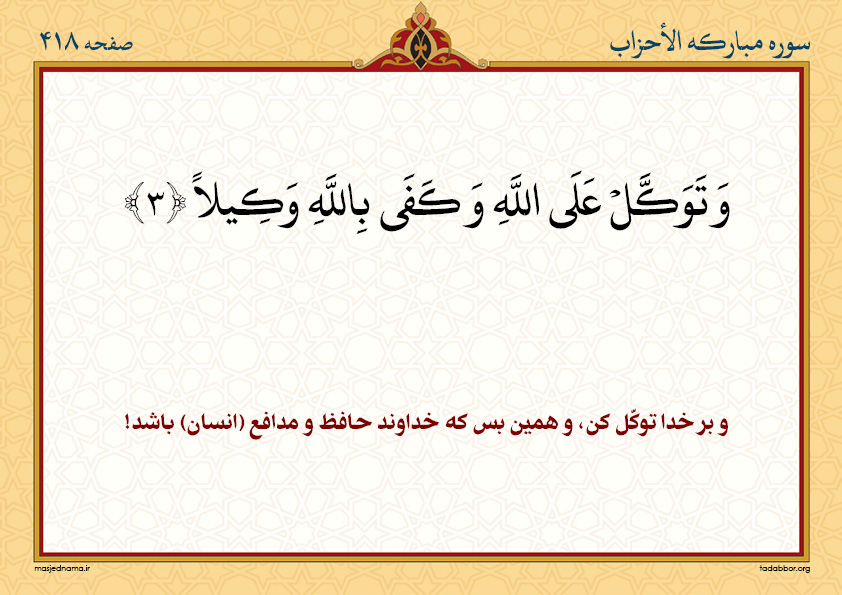 سوره مبارکه الأحزاب
صفحه ۴۱۸
وَ تَوَكَّلْ عَلَى اللَّهِ وَ كَفَى بِاللَّهِ وَكِيلاً ﴿۳﴾
و بر خدا توکّل کن، و همین بس که خداوند حافظ و مدافع (انسان) باشد!
masjednama.ir
tadabbor.org